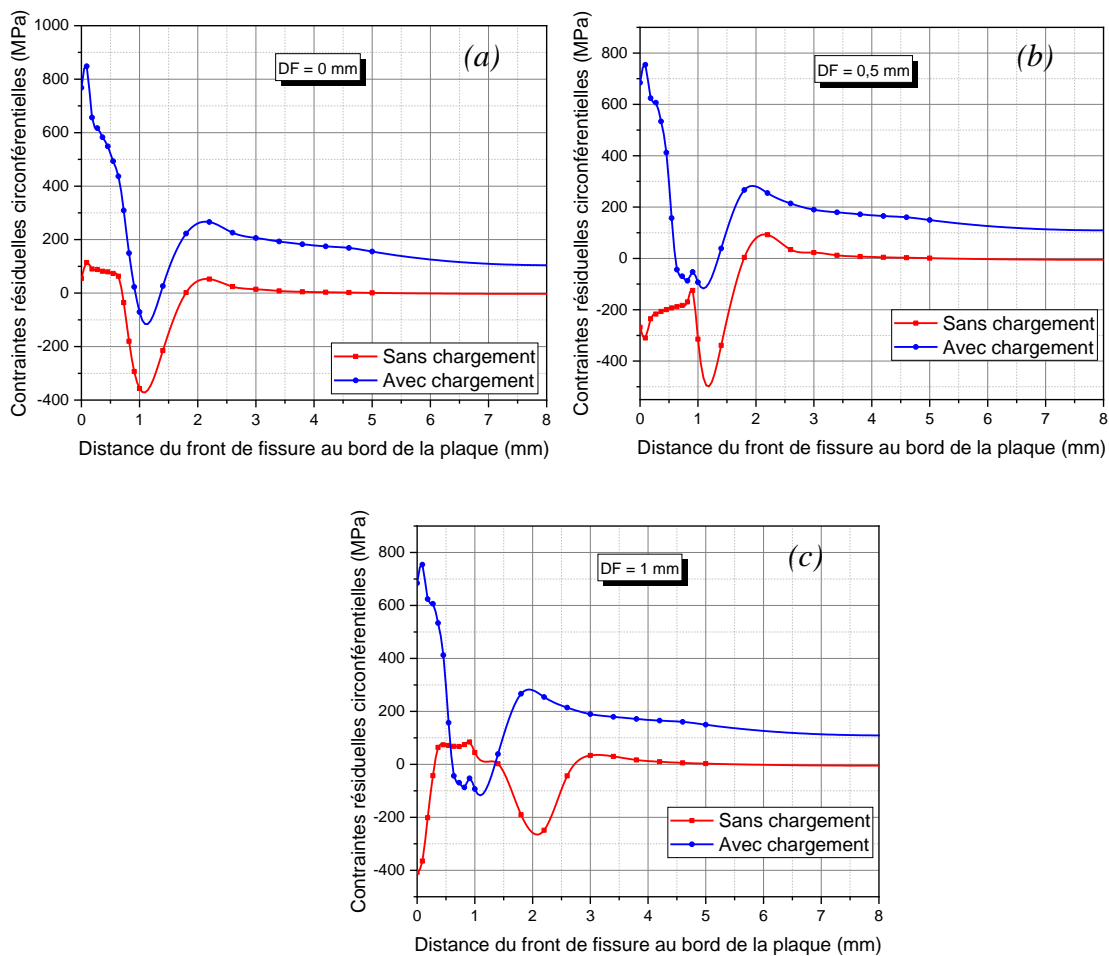 Contraintes résiduelles circonférentielles (MPa)
1000
800
600
400
200
0
-200
-400
DF = 0 mm
(a)
Sans chargement
Avec chargement
0 1 2 3 4 5 6 7 8
Distance du front de fissure au bord de la plaque (mm)
Contraintes résiduelles circonférentielles (MPa)
800
600
400
200
0
-200
-400
DF = 0,5 mm
(b)
Sans chargement
Avec chargement
0 1 2 3 4 5 6 7 8
Distance du front de fissure au bord de la plaque (mm)
Contraintes résiduelles circonférentielles (MPa)
800
600
400
200
0
-200
-400
DF = 1 mm
(c)
Sans chargement
Avec chargement
0 1 2 3 4 5 6 7 8
Distance du front de fissure au bord de la plaque (mm)